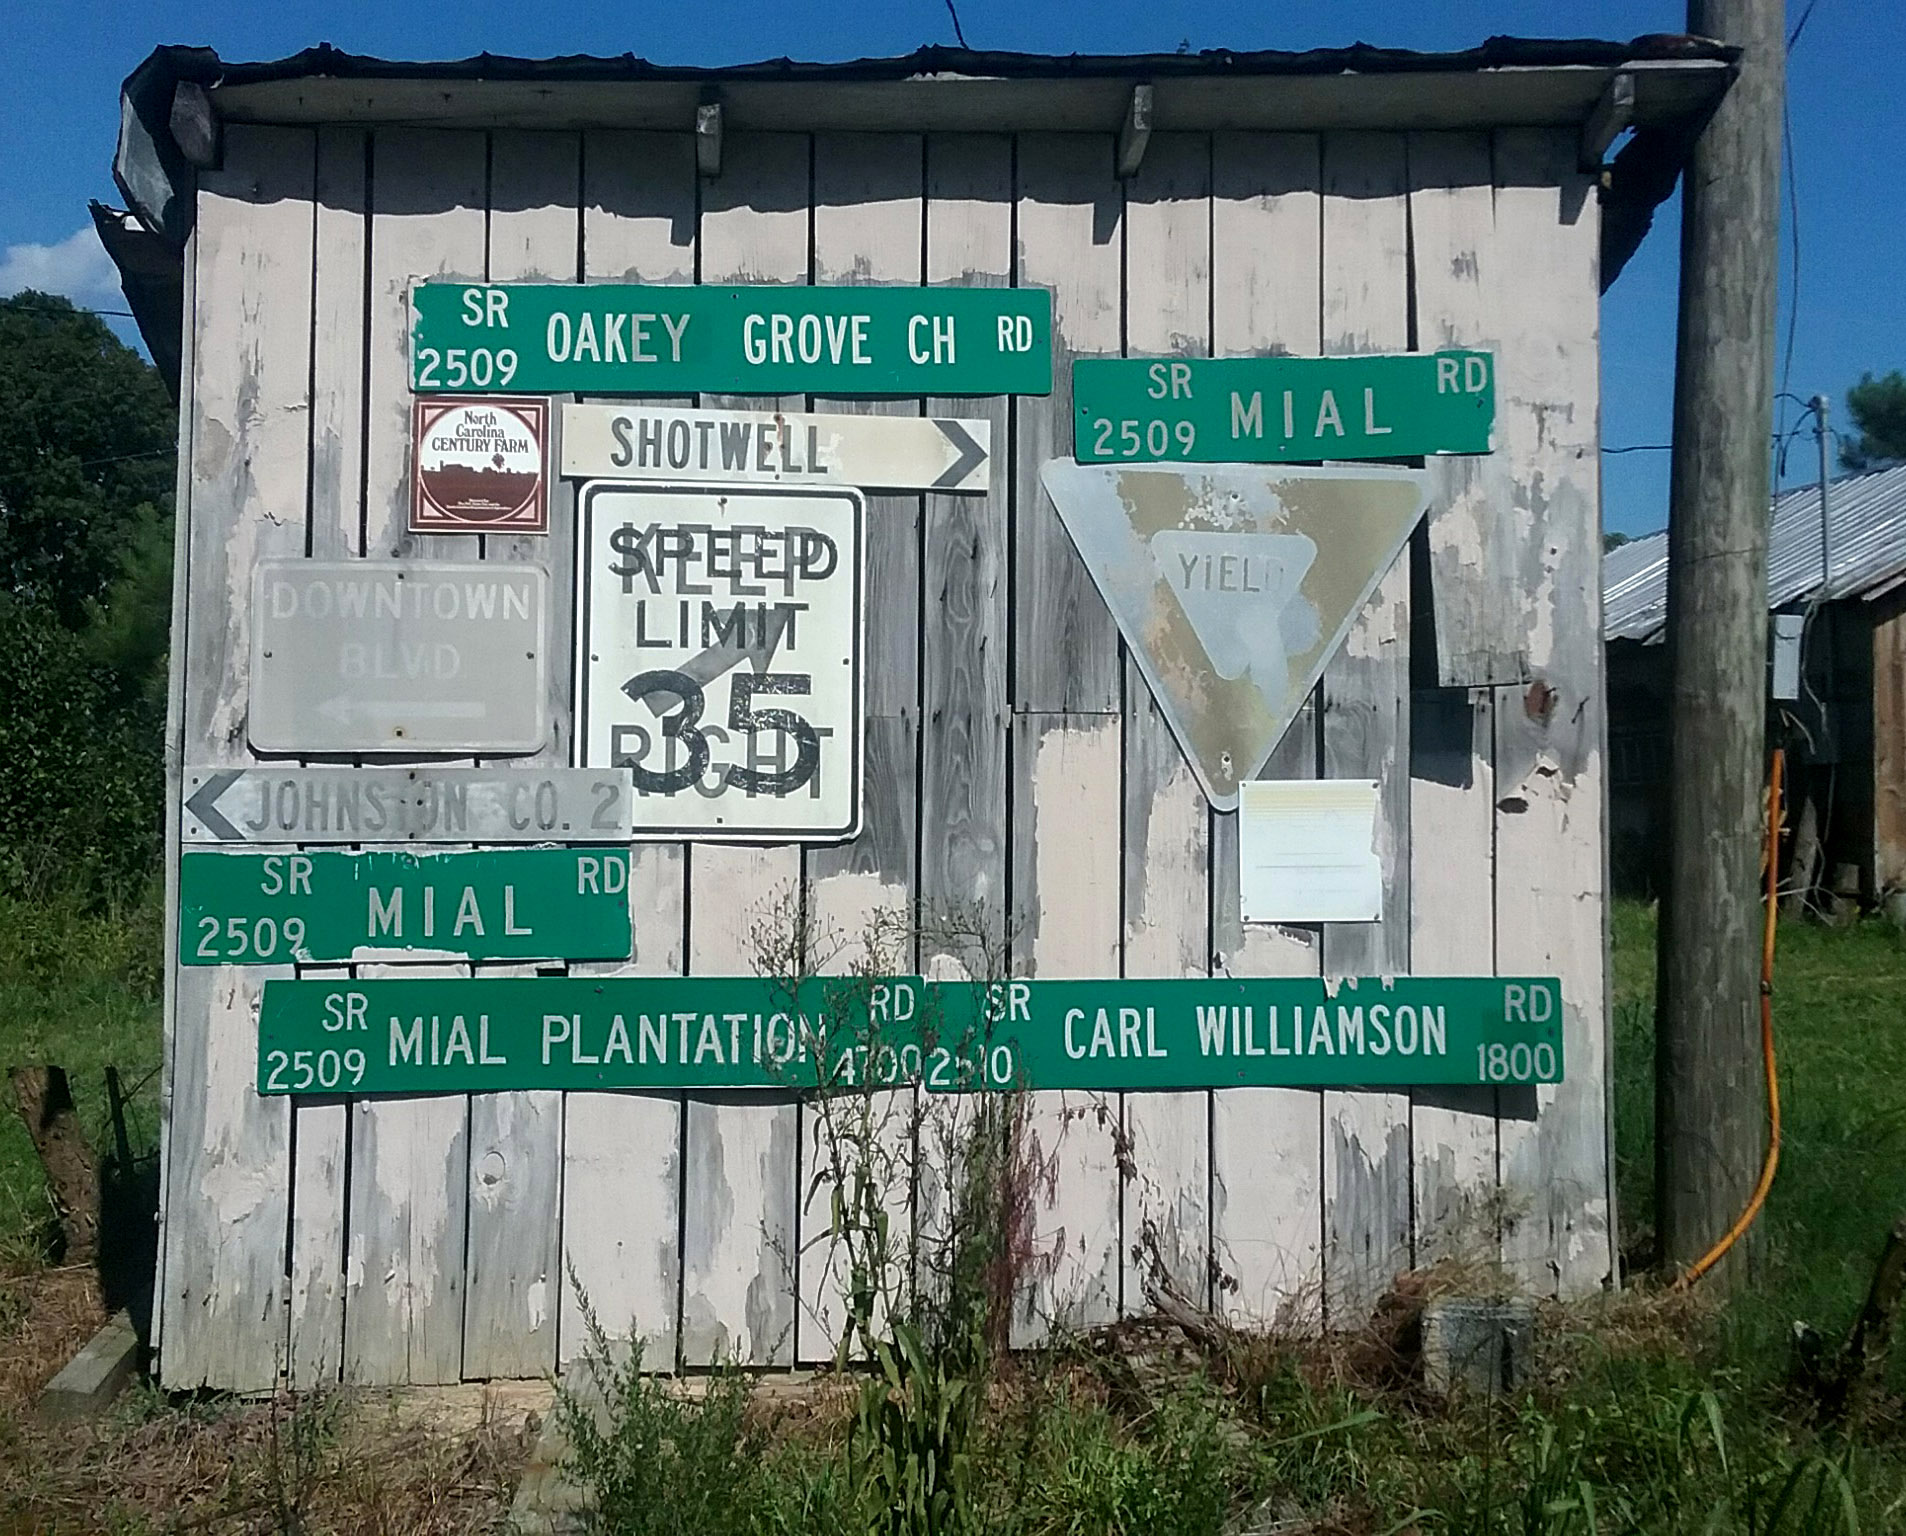 SR OAKEY GROVE CH RD
2509
North
Carolina
CENTURY FARM
SHOTWELL
SR MIAL RD
2509
DOWNTOWN
BLVD
KEEP
SPEED
LIMIT
35
RIGHT
YIELD
JOHNSTON CO. 2
SR MIAL RD
2509
SR MIAL PLANTATION RD
2509 4700
SR CARL WILLIAMSON RD
2510 1800